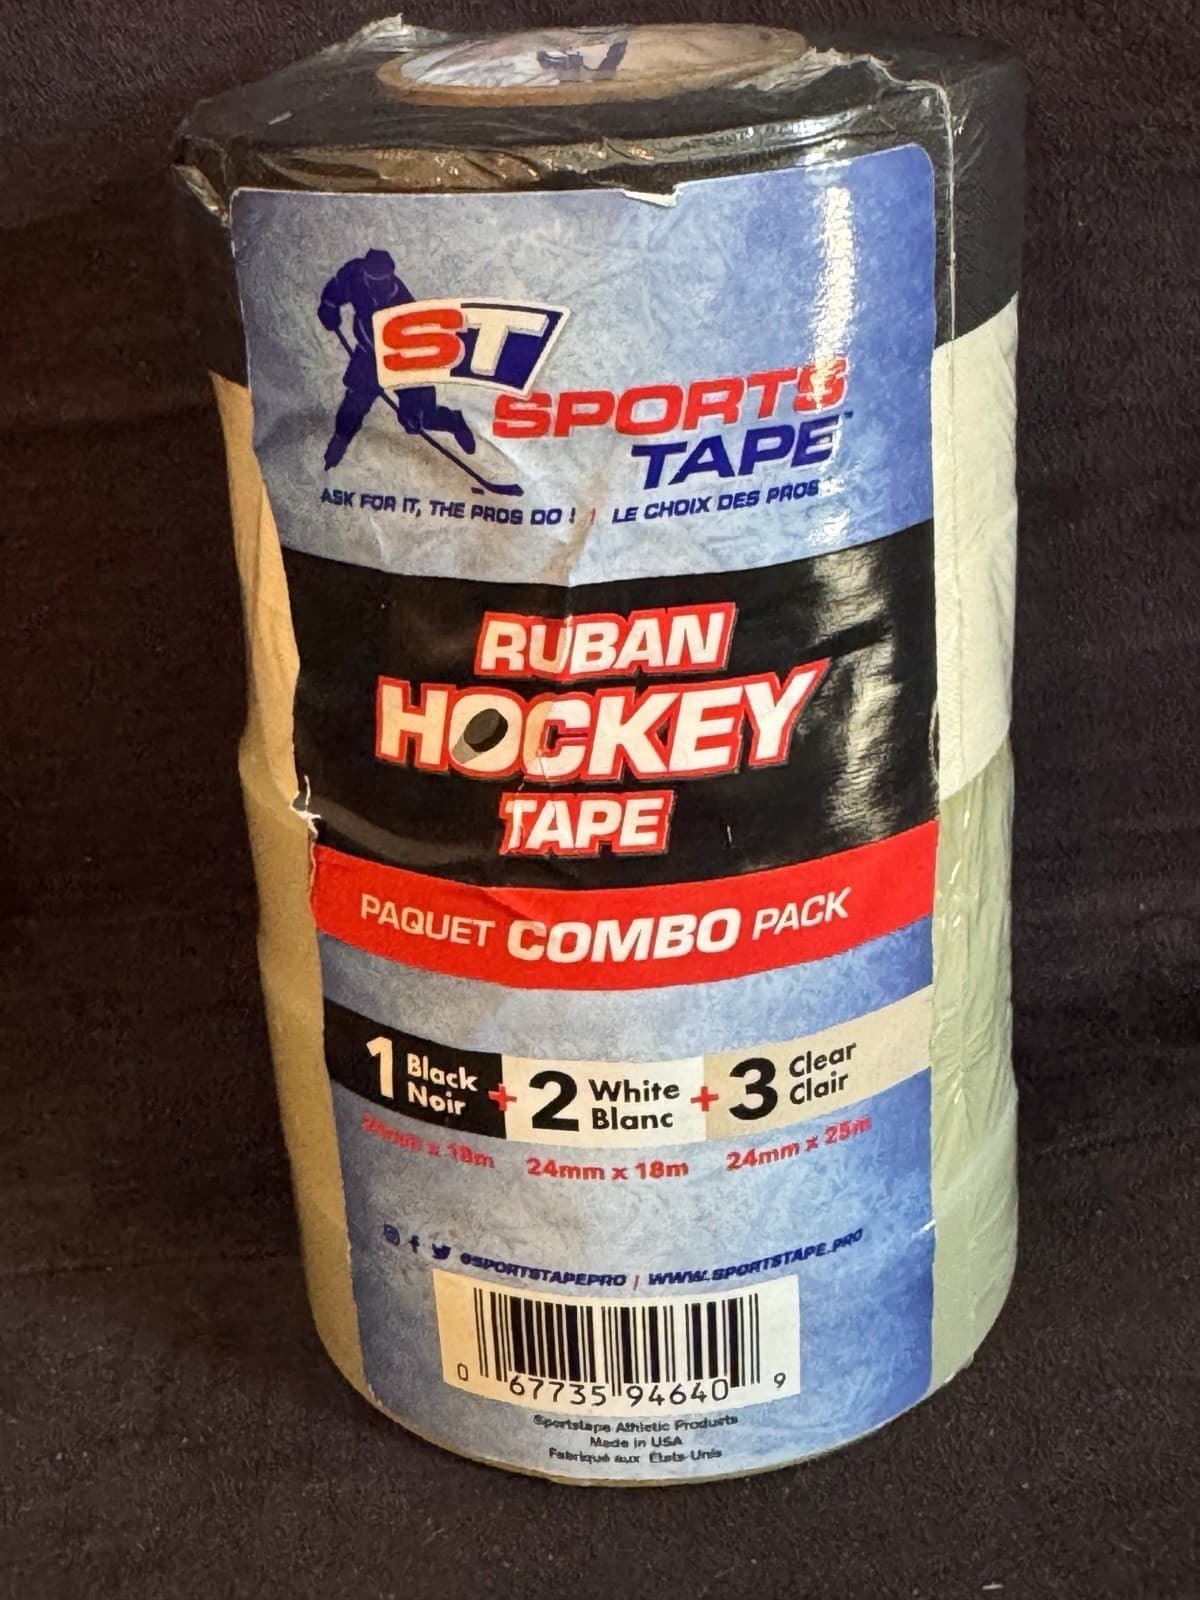 ST
SPORTS
TAPE™
ASK FOR IT, THE PROS DO ! | LE CHOIX DES PROS
RUBAN
HOCKEY
TAPE
PAQUET COMBO PACK
1 Black Noir + 2 White Blanc + 3 Clear Clair
24mm x 18m 24mm x 18m 24mm x 25m
@SPORTSTAPEPRO | WWW.SPORTSTAPE.PRO
0 67735 94640 9
Sportstape Athletic Products
Made in USA
Fabriqué aux États-Unis